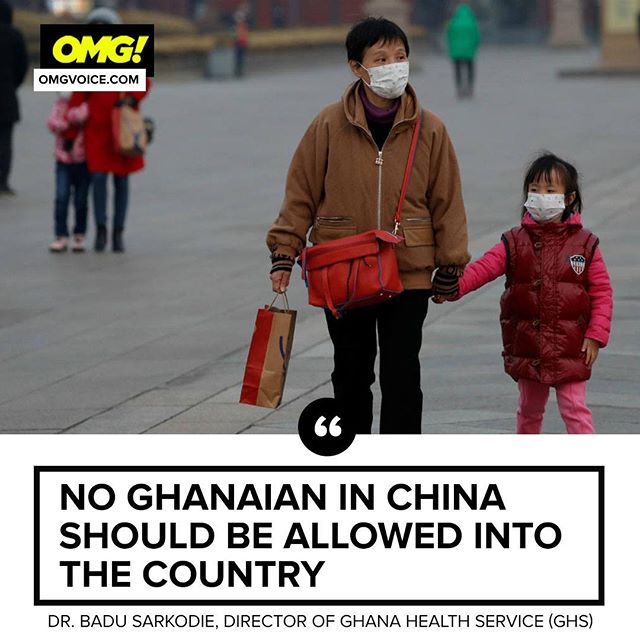 OMG!
OMGVOICE.COM
“
NO GHANAIAN IN CHINA
SHOULD BE ALLOWED INTO
THE COUNTRY
DR. BADU SARKODIE, DIRECTOR OF GHANA HEALTH SERVICE (GHS)